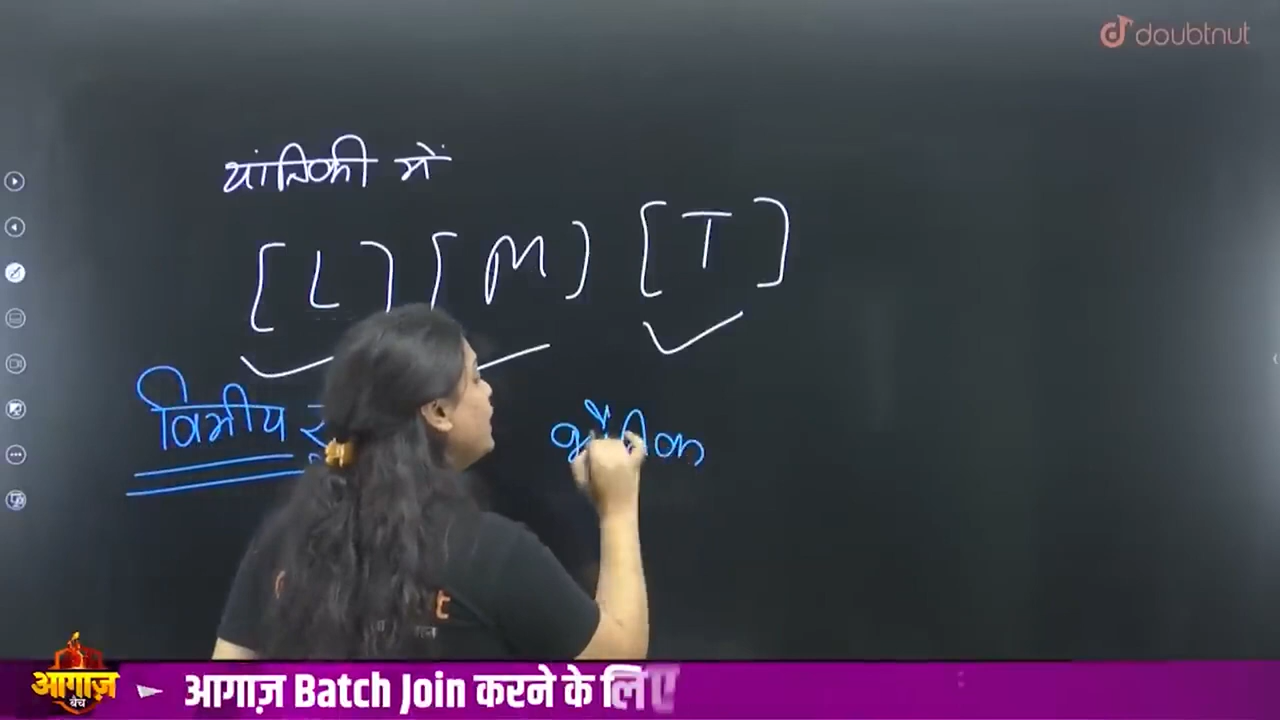 doubtnut
यांत्रिकी में
[L] [M] [T]
विमीय
भौतिक
आगाज़
बैच
आगाज़ Batch Join करने के लिए